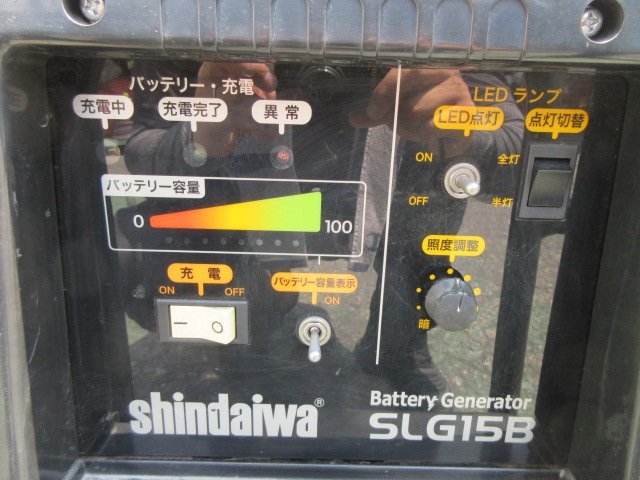 バッテリー・充電
充電中
充電完了
異常
バッテリー容量
0
100
充電
ON
OFF
バッテリー容量表示
ON
— ○
LEDランプ
LED点灯
点灯切替
ON
OFF
全灯
半灯
照度調整
暗
shindaiwa®
Battery Generator
SLG15B